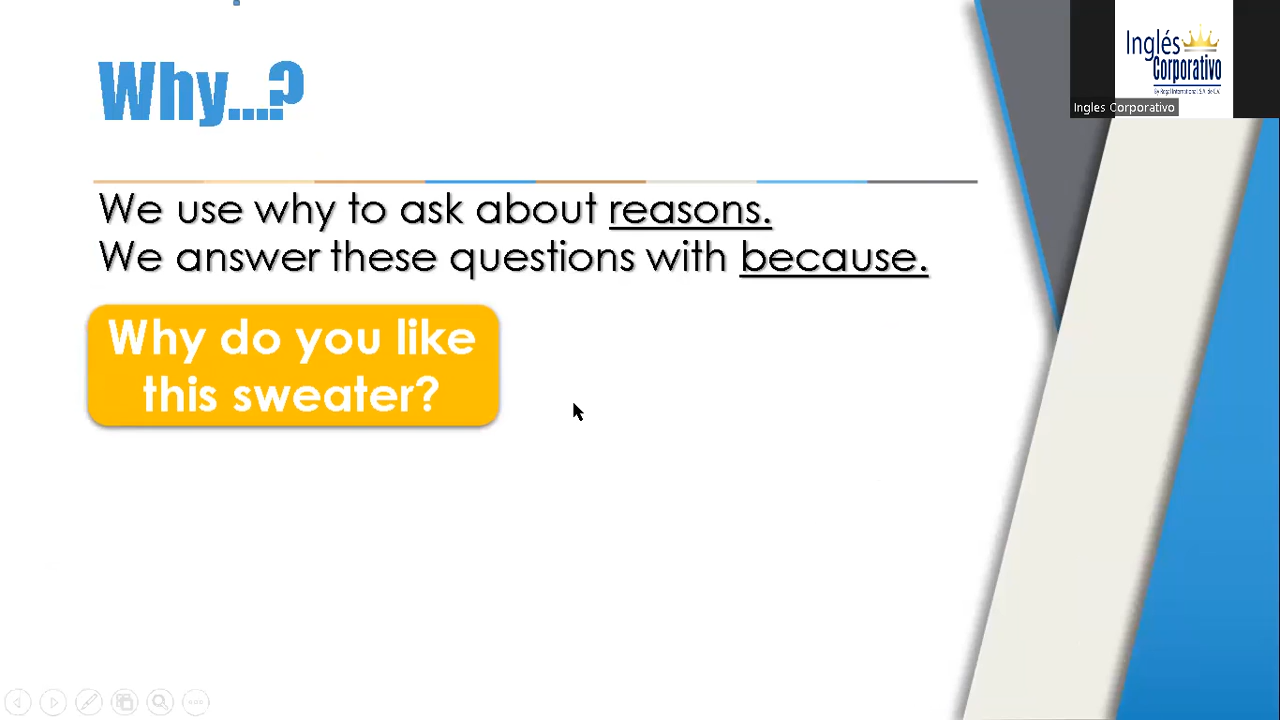 Why...?
We use why to ask about reasons.
We answer these questions with because.
Why do you like
this sweater?
Inglés
Corporativo
Ingles Corporativo